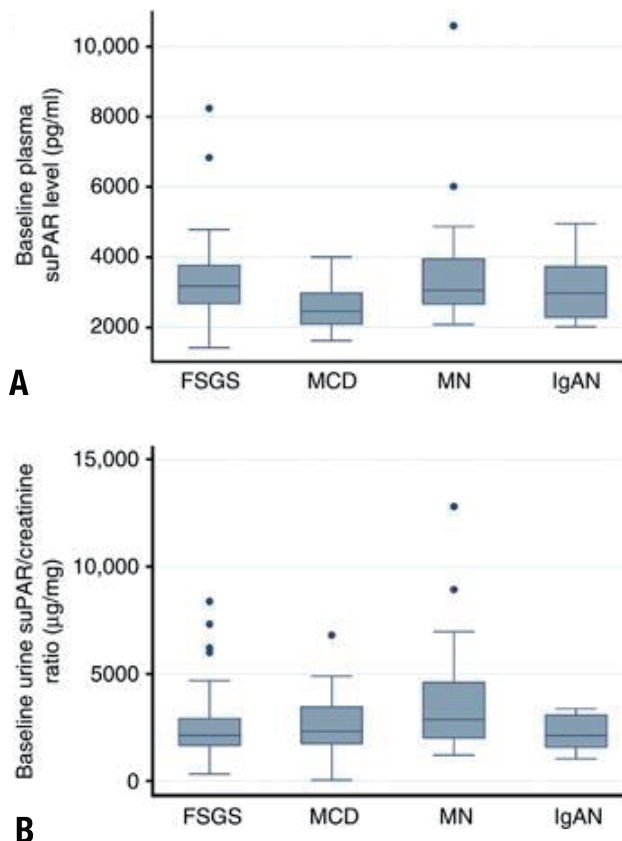 Baseline plasma
suPAR level (pg/ml)
10,000
8000
6000
4000
2000
A
FSGS MCD MN IgAN
Baseline urine suPAR/creatinine
ratio (µg/mg)
15,000
10,000
5000
0
B
FSGS MCD MN IgAN